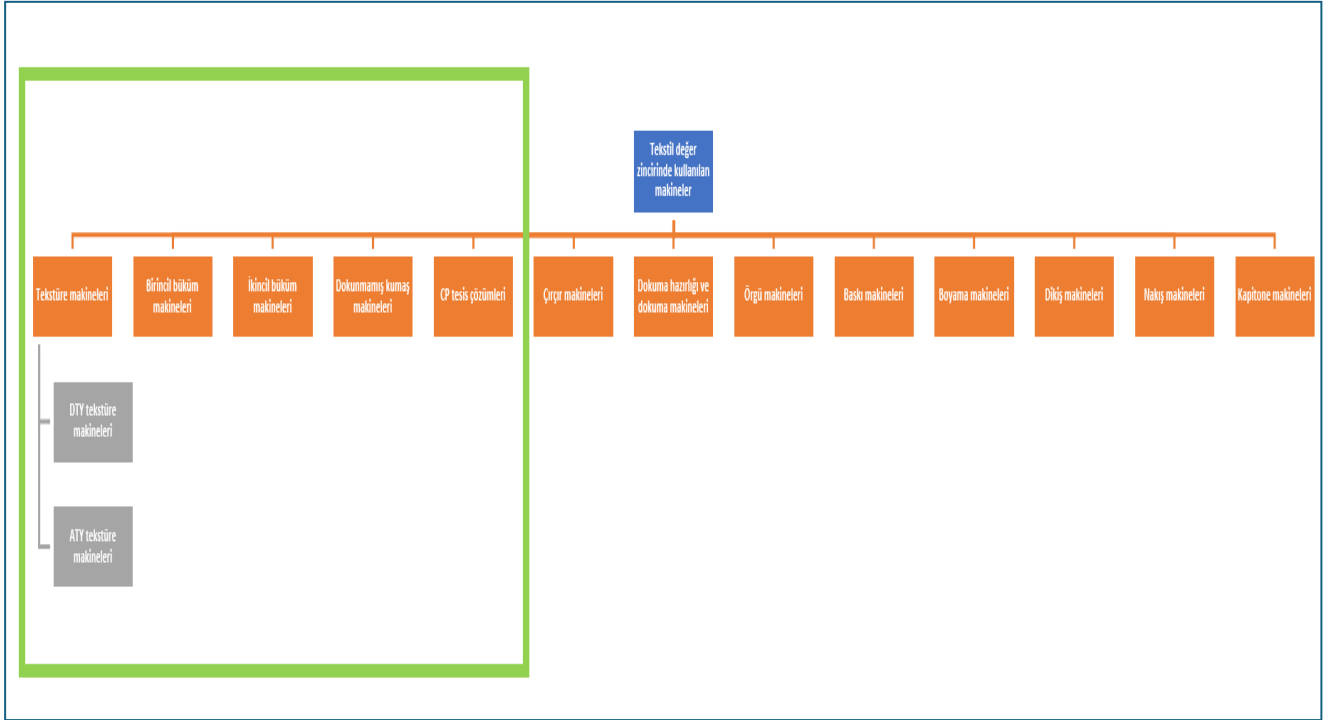 Tekstil değer
zincirinde kullanılan
makineler
Tekstüre makineleri
Birincil büküm
makineleri
İkincil büküm
makineleri
Dokunmamış kumaş
makineleri
CP tesis çözümleri
Çırçır makineleri
Dokuma hazırlığı ve
dokuma makineleri
Örgü makineleri
Baskı makineleri
Boyama makineleri
Dikiş makineleri
Nakış makineleri
Kapitone makineleri
DTY tekstüre
makineleri
ATY tekstüre
makineleri